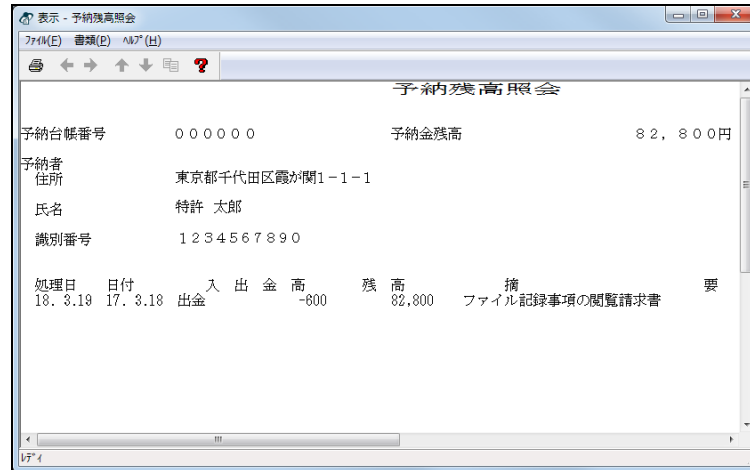 表示 - 予納残高照会
ﾌｧｲﾙ(F) 書類(P) ﾍﾙﾌﾟ(H)
予納残高照会
予納台帳番号 ００００００ 予納金残高 ８２，８００円
予納者
住所 東京都千代田区霞が関１－１－１
氏名 特許 太郎
識別番号 １２３４５６７８９０
処理日 日付 入 出 金 高 残 高 摘 要
18. 3.19 17. 3.18 出金 -600 82,800 ファイル記録事項の閲覧請求書
ﾚﾃﾞｨ